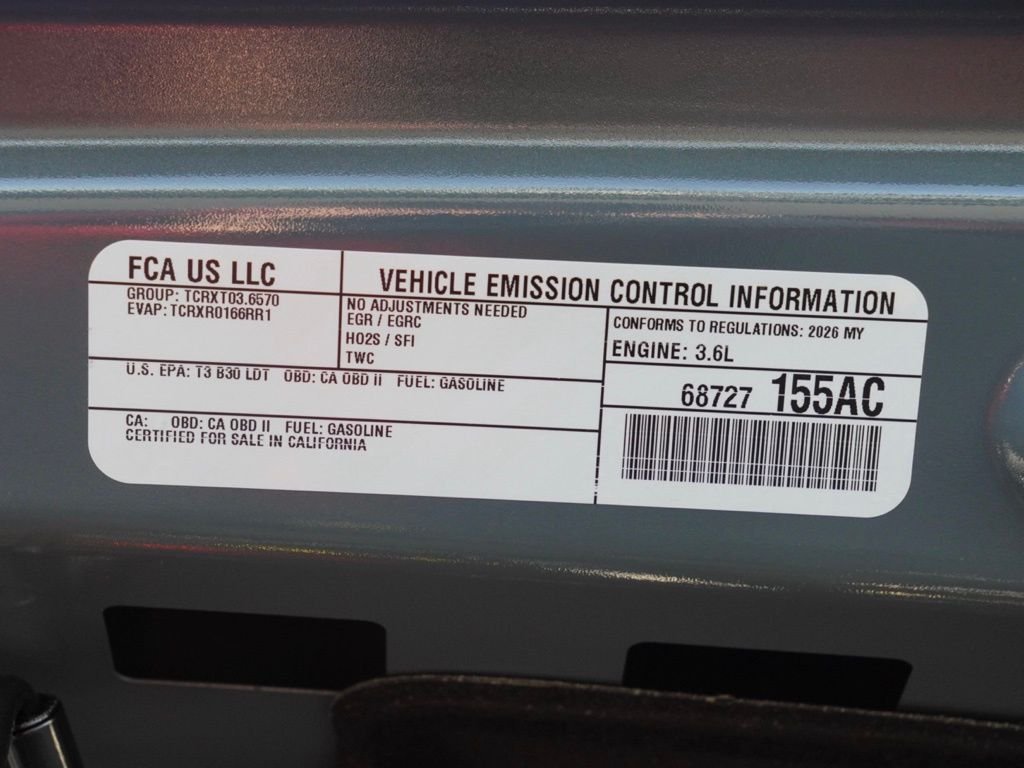 FCA US LLC
VEHICLE EMISSION CONTROL INFORMATION
GROUP: TCRXT03.6570
EVAP: TCRXR0166RR1
NO ADJUSTMENTS NEEDED
EGR / EGRC
HO2S / SFI
TWC
CONFORMS TO REGULATIONS: 2026 MY
ENGINE: 3.6L
U.S. EPA: T3 B30 LDT OBD: CA OBD II FUEL: GASOLINE
68727 155AC
CA: OBD: CA OBD II FUEL: GASOLINE
CERTIFIED FOR SALE IN CALIFORNIA